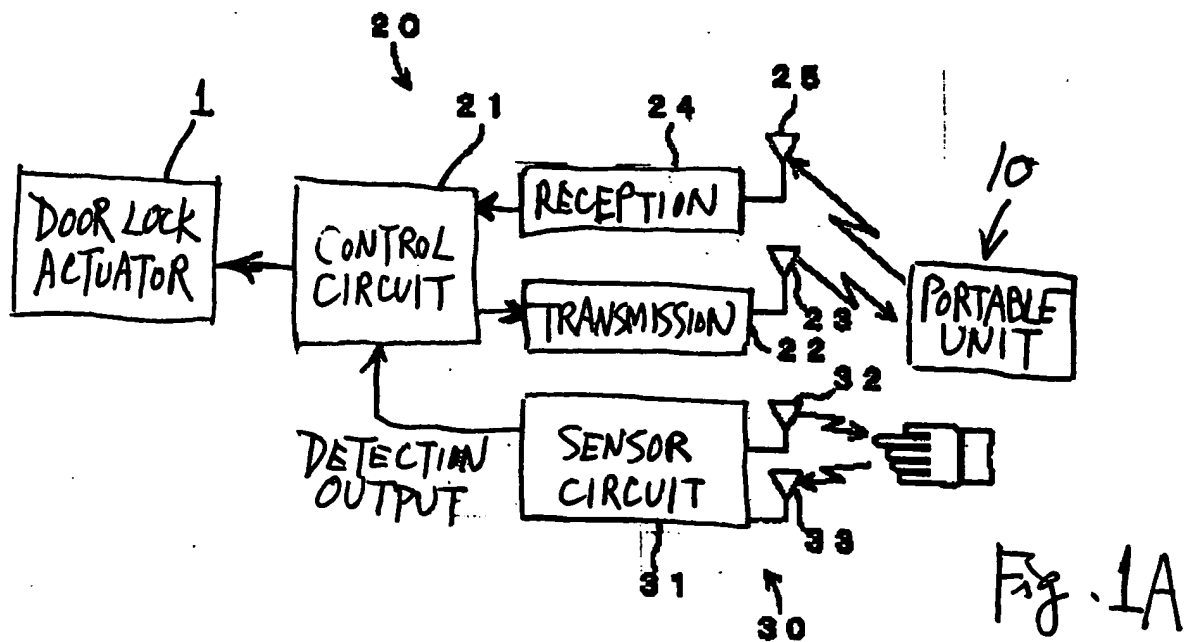 20
1
21
24
25
10
DOOR LOCK
ACTUATOR
CONTROL
CIRCUIT
RECEPTION
TRANSMISSION
23
22
PORTABLE
UNIT
32
DETECTION
OUTPUT
SENSOR
CIRCUIT
33
31
30
Fig. 1A